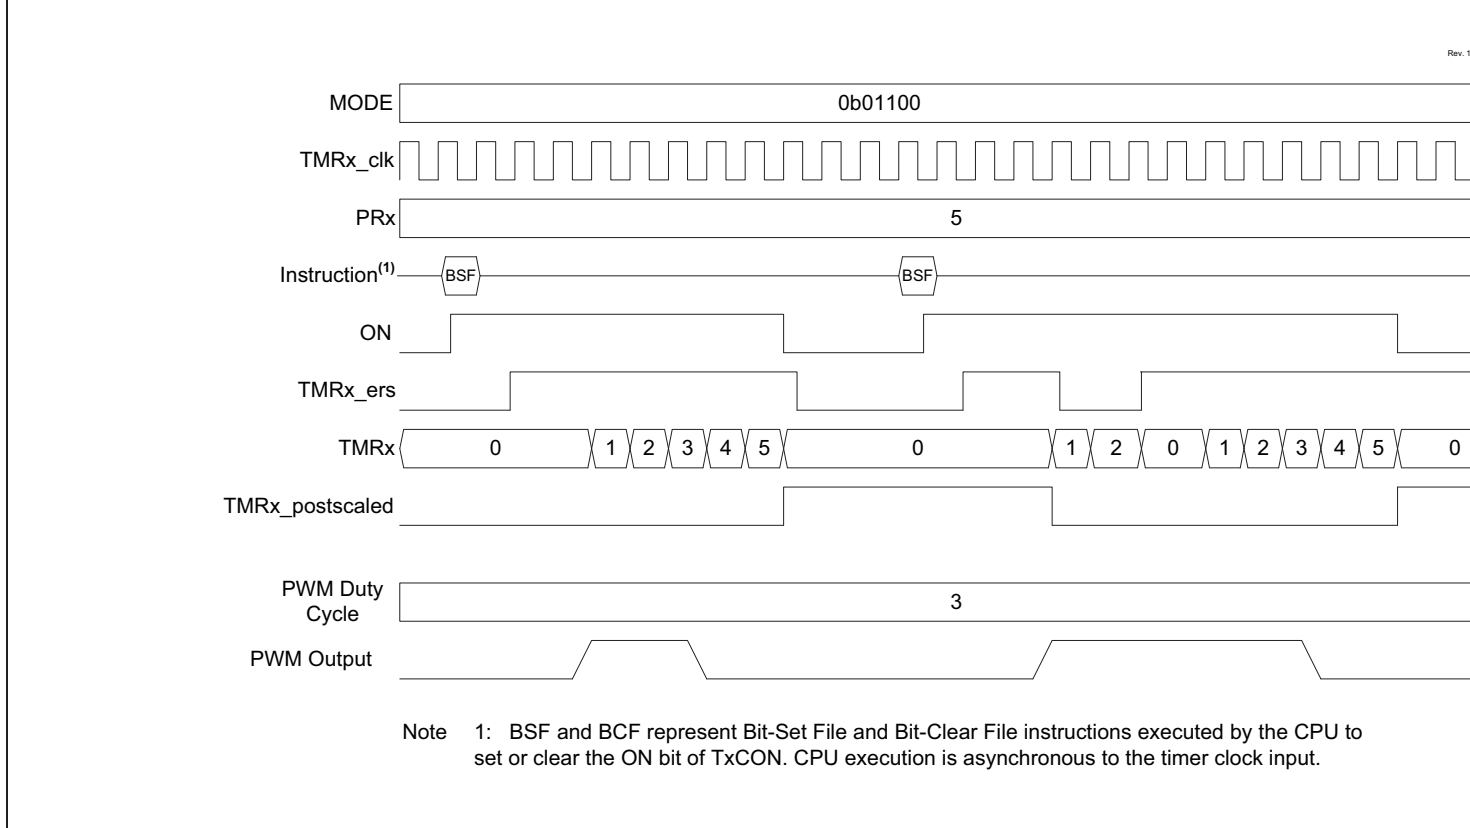 Rev. 1
MODE 0b01100
TMRx_clk
PRx 5
Instruction(1) BSF BSF
ON
TMRx_ers
TMRx 0 1 2 3 4 5 0 1 2 0 1 2 3 4 5 0
TMRx_postscaled
PWM Duty
Cycle 3
PWM Output
Note 1: BSF and BCF represent Bit-Set File and Bit-Clear File instructions executed by the CPU to
set or clear the ON bit of TxCON. CPU execution is asynchronous to the timer clock input.